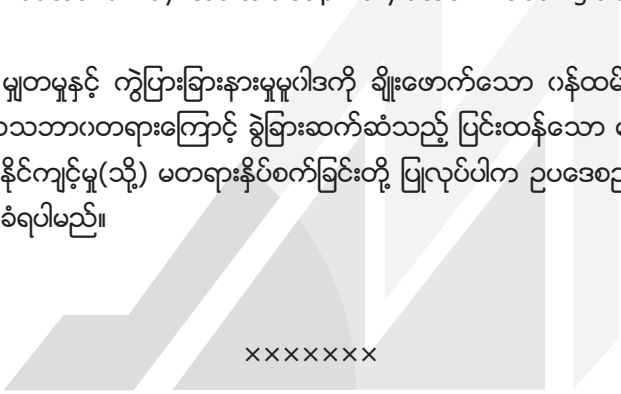 မျှတမှုနှင့် ကွဲပြားခြားနားမှုမူဝါဒကို ချိုးဖောက်သော ဝန်ထမ်
သဘာဝတရားကြောင့် ခွဲခြားဆက်ဆံသည့် ပြင်းထန်သော
နိုင်ကျင့်မှု(သို့) မတရားနှိပ်စက်ခြင်းတို့ ပြုလုပ်ပါက ဥပဒေစည
ခံရပါမည်။
×××××××